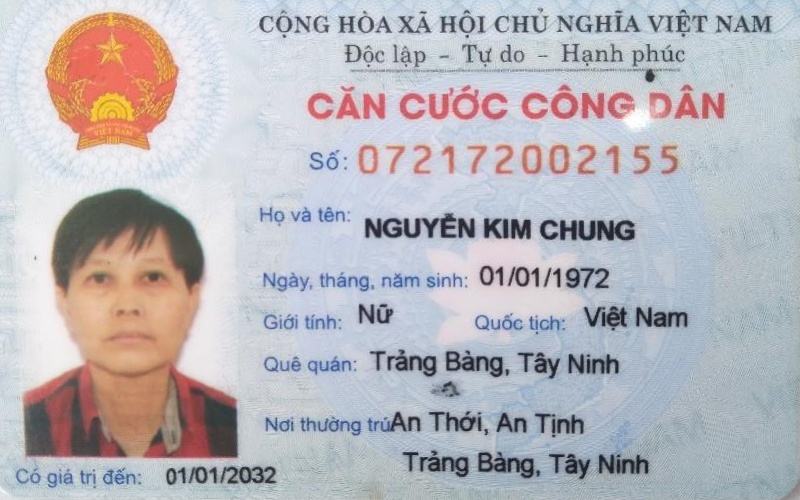 CỘNG HÒA XÃ HỘI CHỦ NGHĨA VIỆT NAM
Độc lập – Tự do – Hạnh phúc
CĂN CƯỚC CÔNG DÂN
Số: 072172002155
Họ và tên: NGUYỄN KIM CHUNG
Ngày, tháng, năm sinh: 01/01/1972
Giới tính: Nữ Quốc tịch: Việt Nam
Quê quán: Trảng Bàng, Tây Ninh
Nơi thường trú: An Thới, An Tịnh
Trảng Bàng, Tây Ninh
Có giá trị đến: 01/01/2032